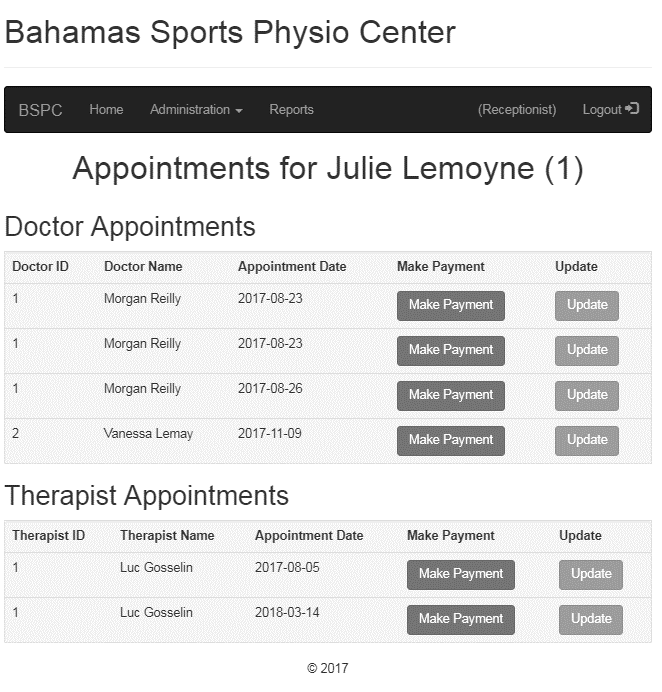 Bahamas Sports Physio Center
BSPC Home Administration Reports (Receptionist) Logout
Appointments for Julie Lemoyne (1)
Doctor Appointments
Doctor ID Doctor Name Appointment Date Make Payment Update
1 Morgan Reilly 2017-08-23 Make Payment Update
1 Morgan Reilly 2017-08-23 Make Payment Update
1 Morgan Reilly 2017-08-26 Make Payment Update
2 Vanessa Lemay 2017-11-09 Make Payment Update
Therapist Appointments
Therapist ID Therapist Name Appointment Date Make Payment Update
1 Luc Gosselin 2017-08-05 Make Payment Update
1 Luc Gosselin 2018-03-14 Make Payment Update
© 2017